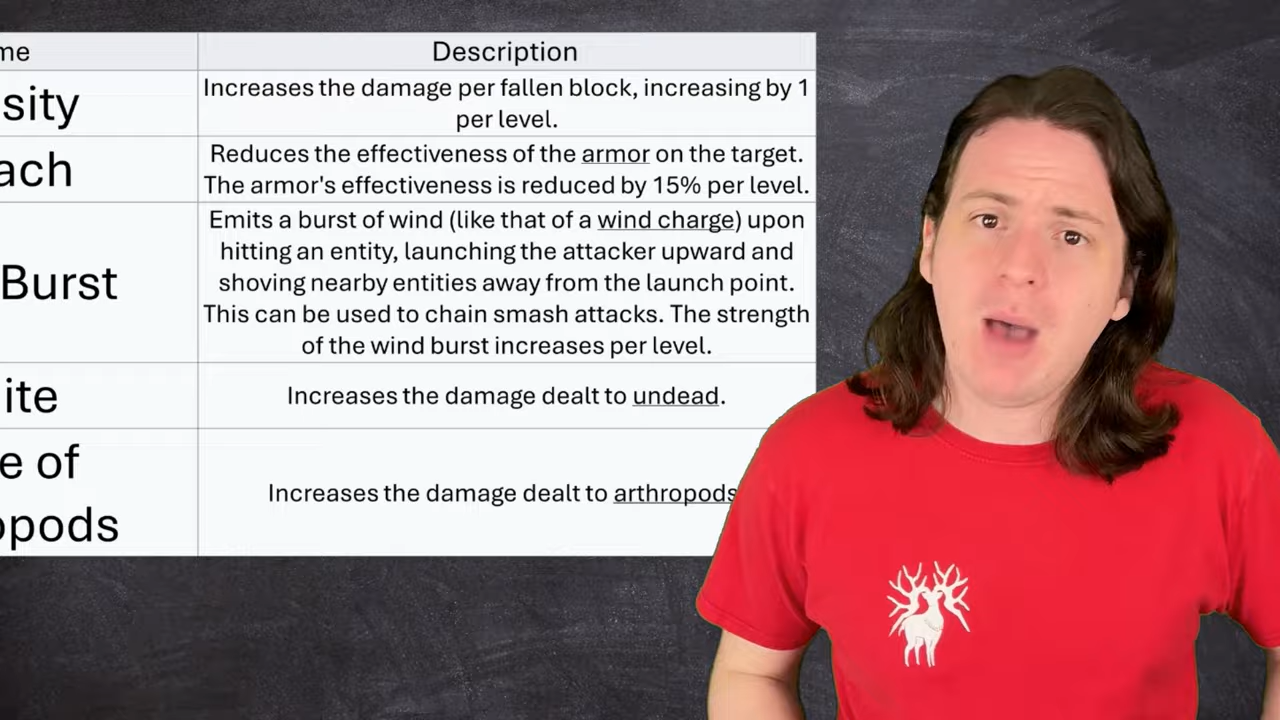 me
Description
sity
Increases the damage per fallen block, increasing by 1
per level.
ach
Reduces the effectiveness of the armor on the target.
The armor's effectiveness is reduced by 15% per level.
Burst
Emits a burst of wind (like that of a wind charge) upon
hitting an entity, launching the attacker upward and
shoving nearby entities away from the launch point.
This can be used to chain smash attacks. The strength
of the wind burst increases per level.
ite
Increases the damage dealt to undead.
e of
opods
Increases the damage dealt to arthropods